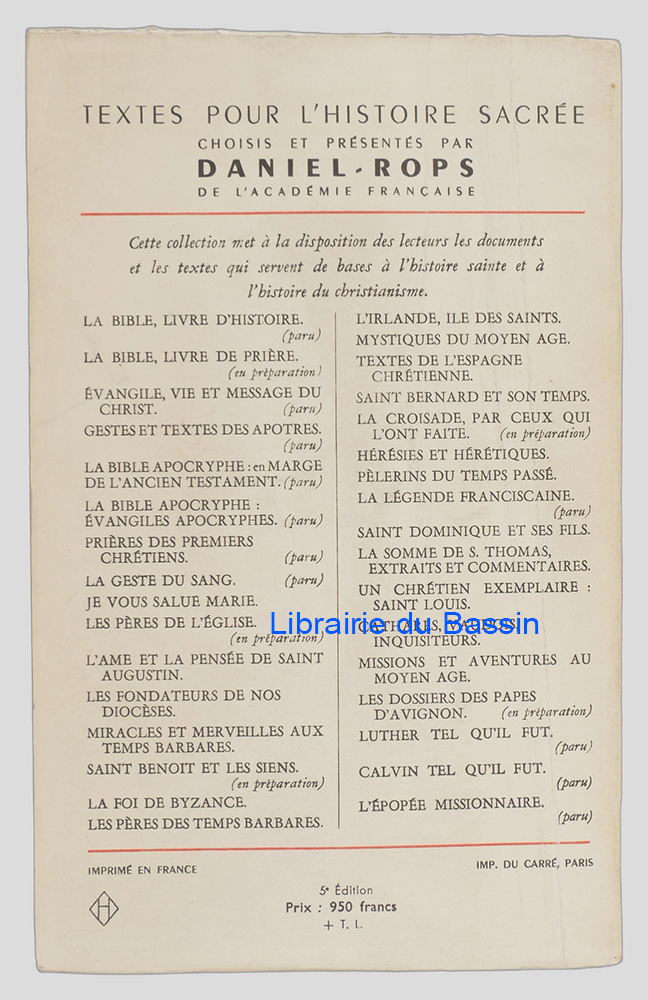 TEXTES POUR L'HISTOIRE SACRÉE
CHOISIS ET PRÉSENTÉS PAR
DANIEL-ROPS
DE L'ACADÉMIE FRANÇAISE
Cette collection met à la disposition des lecteurs les documents
et les textes qui servent de bases à l'histoire sainte et à
l'histoire du christianisme.
LA BIBLE, LIVRE D'HISTOIRE.
(paru)
LA BIBLE, LIVRE DE PRIÈRE.
(en préparation)
ÉVANGILE, VIE ET MESSAGE DU
CHRIST. (paru)
GESTES ET TEXTES DES APOTRES.
(paru)
LA BIBLE APOCRYPHE : en MARGE
DE L'ANCIEN TESTAMENT. (paru)
LA BIBLE APOCRYPHE :
ÉVANGILES APOCRYPHES. (paru)
PRIÈRES DES PREMIERS
CHRÉTIENS. (paru)
LA GESTE DU SANG. (paru)
JE VOUS SALUE MARIE.
LES PÈRES DE L'ÉGLISE.
(en préparation)
L'AME ET LA PENSÉE DE SAINT
AUGUSTIN.
LES FONDATEURS DE NOS
DIOCÈSES.
MIRACLES ET MERVEILLES AUX
TEMPS BARBARES.
SAINT BENOIT ET LES SIENS.
(en préparation)
LA FOI DE BYZANCE.
LES PÈRES DES TEMPS BARBARES.
L'IRLANDE, ILE DES SAINTS.
MYSTIQUES DU MOYEN AGE.
TEXTES DE L'ESPAGNE
CHRÉTIENNE.
SAINT BERNARD ET SON TEMPS.
LA CROISADE, PAR CEUX QUI
L'ONT FAITE. (en préparation)
HÉRÉSIES ET HÉRÉTIQUES.
PÈLERINS DU TEMPS PASSÉ.
LA LÉGENDE FRANCISCAINE.
(paru)
SAINT DOMINIQUE ET SES FILS.
LA SOMME DE S. THOMAS,
EXTRAITS ET COMMENTAIRES.
UN CHRÉTIEN EXEMPLAIRE :
SAINT LOUIS.
CATHARES, VAUDOIS,
INQUISITEURS.
MISSIONS ET AVENTURES AU
MOYEN AGE.
LES DOSSIERS DES PAPES
D'AVIGNON. (en préparation)
LUTHER TEL QU'IL FUT.
(paru)
CALVIN TEL QU'IL FUT.
(paru)
L'ÉPOPÉE MISSIONNAIRE.
(paru)
Librairie du Bassin
IMPRIMÉ EN FRANCE
IMP. DU CARRÉ, PARIS
H
5e Édition
Prix : 950 francs
+ T. L.